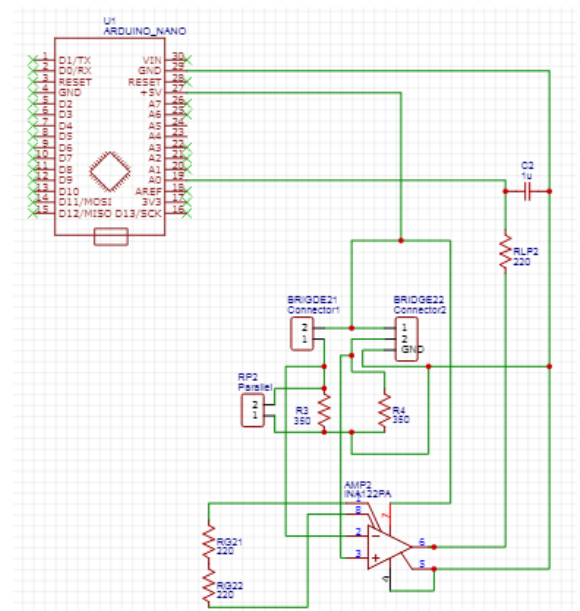 U1
ARDUINO_NANO
1 D1/TX VIN 30
2 D0/RX GND 29
3 RESET RESET 28
4 GND +5V 27
5 D2 A7 26
6 D3 A6 25
7 D4 A5 24
8 D5 A4 23
9 D6 A3 22
10 D7 A2 21
11 D8 A1 20
12 D9 A0 19
13 D10 AREF 18
14 D11/MOSI 3V3 17
15 D12/MISO D13/SCK 16
C2
1u
RLP2
220
BRIGDE21
Connector1
2
1
BRIDGE22
Connector2
1
2
GND
RP2
Parallel
2
1
R3
350
R4
350
AMP2
INA122PA
1
8
7
2
3
6
5
4
RG21
220
RG22
220